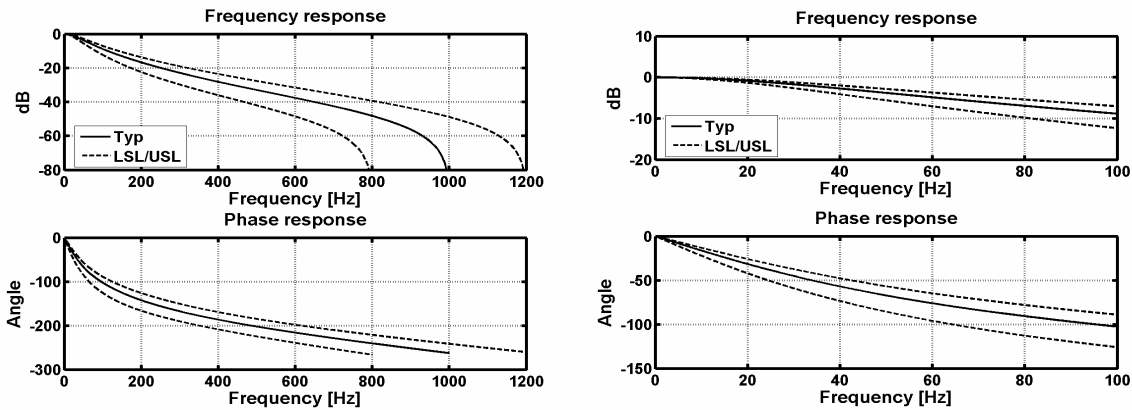 Frequency response
0
-20
-40
-60
-80
dB
Typ
LSL/USL
0 200 400 600 800 1000 1200
Frequency [Hz]
Phase response
0
-100
-200
-300
Angle
0 200 400 600 800 1000 1200
Frequency [Hz]
Frequency response
10
0
-10
-20
dB
Typ
LSL/USL
0 20 40 60 80 100
Frequency [Hz]
Phase response
0
-50
-100
-150
Angle
0 20 40 60 80 100
Frequency [Hz]